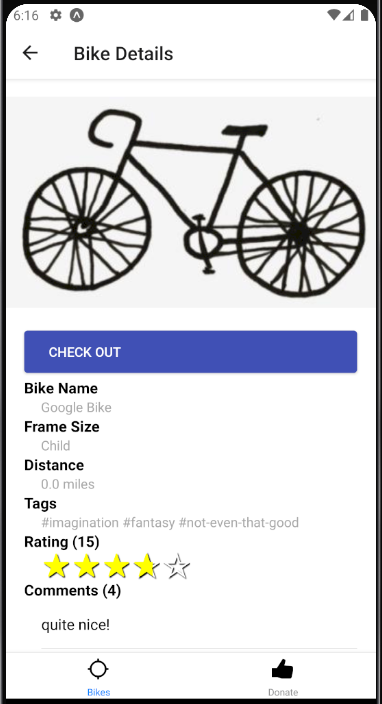 6:16
Bike Details
CHECK OUT
Bike Name
Google Bike
Frame Size
Child
Distance
0.0 miles
Tags
#imagination #fantasy #not-even-that-good
Rating (15)
Comments (4)
quite nice!
Bikes
Donate